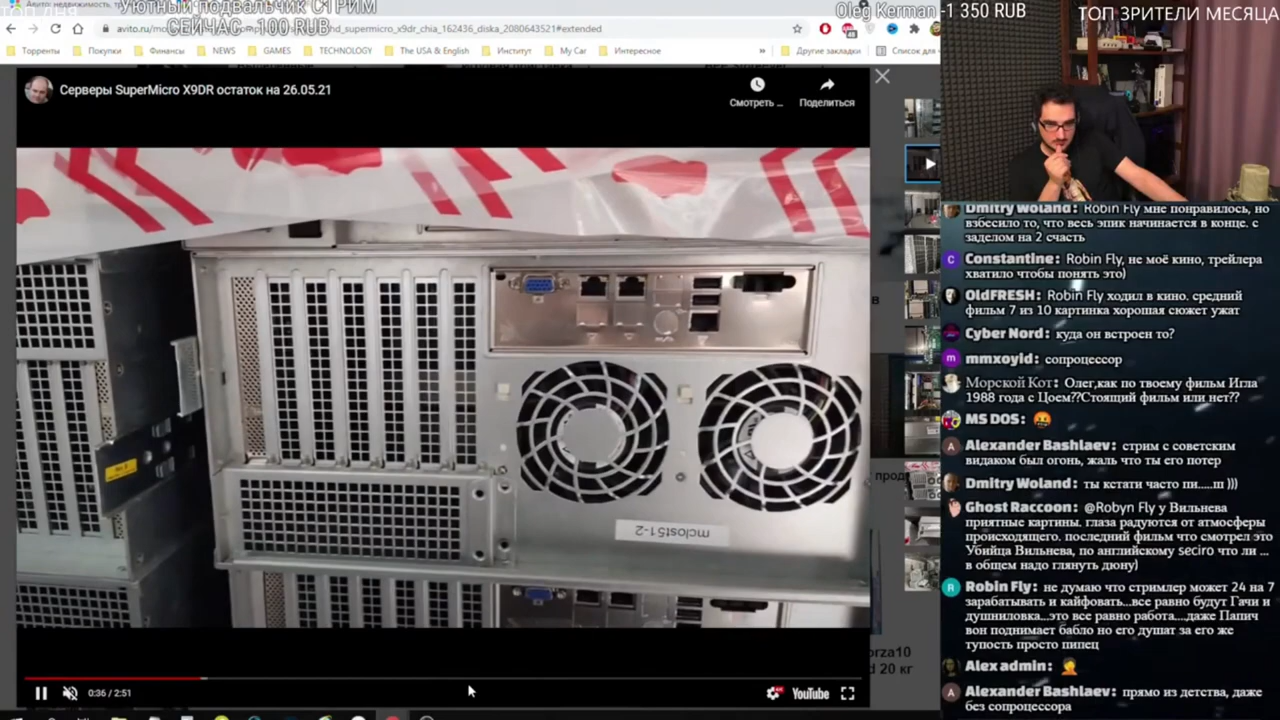 Уютный подвальчик СТРИМ
СЕЙЧАС -100 RUB
Oleg Kerman -1 350 RUB
ТОП ЗРИТЕЛИ МЕСЯЦА
avito.ru/mo
nd_supermicro_x9dr_chia_162436_diska_2080643521#extended
Торренты
Покупки
Финансы
NEWS
GAMES
TECHNOLOGY
The USA & English
Институт
My Car
Интересное
»
Другие закладки
Список для
Серверы SuperMicro X9DR остаток на 26.05.21
Смотреть ...
Поделиться
mclost51-2
0:36 / 2:51
YouTube
d 20 кг
Dmitry Woland: Robin Fly мне понравилось, но
взбесило то, что весь эпик начинается в конце. с
заделом на 2 счасть
Constantine: Robin Fly, не моё кино, трейлера
хватило чтобы понять это)
OldFRESH: Robin Fly ходил в кино. средний
фильм 7 из 10 картинка хорошая сюжет ужат
Cyber Nord: куда он встроен то?
mmxoyld: сопроцессор
Морской Кот: Олег,как по твоему фильм Игла
1988 года с Цоем??Стоящий фильм или нет??
MS DOS:
Alexander Bashlaev: стрим с советским
видаком был огонь, жаль что ты его потер
Dmitry Woland: ты кстати часто пи.....ш )))
Ghost Raccoon: @Robyn Fly у Вильнева
приятные картины. глаза радуются от атмосферы
происходящего. последний фильм что смотрел это
Убийца Вильнева, по английскому seciro что ли ...
в общем надо глянуть дюну)
Robin Fly: не думаю что стримлер может 24 на 7
зарабатывать и кайфовать...все равно будут Гачи и
душниловка...это все равно работа....даже Папич
вон поднимает бабло но его душат за его же
тупость просто пипец
Alex admin:
Alexander Bashlaev: прямо из детства, даже
без сопроцессора